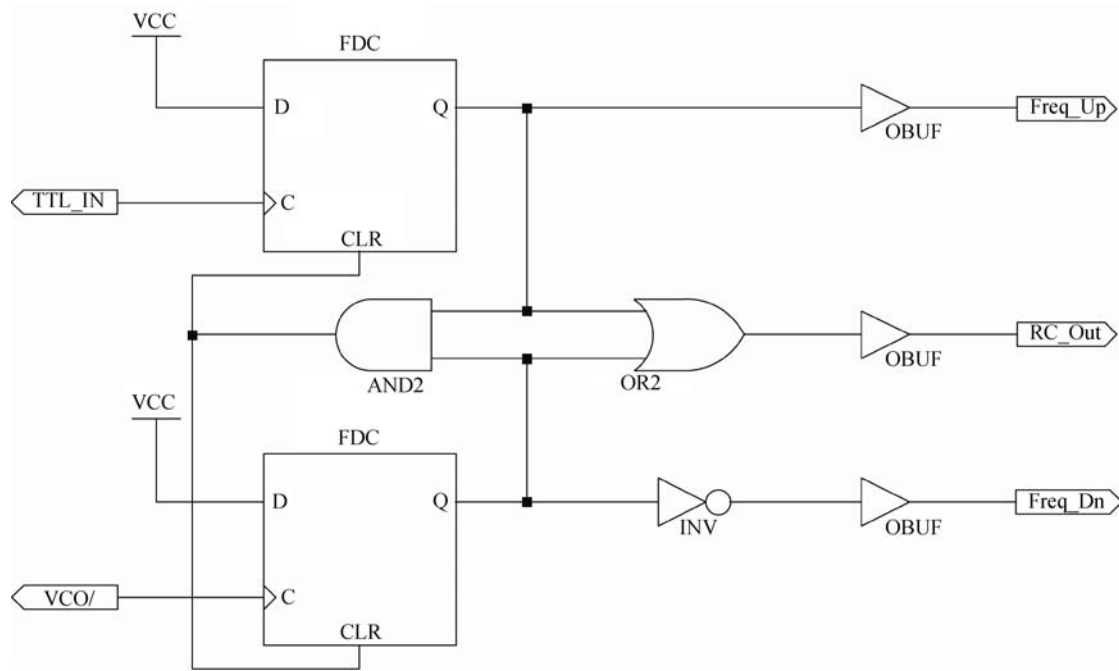 VCC
FDC
D
Q
Freq_Up
OBUF
TTL_IN
C
CLR
RC_Out
OBUF
AND2
OR2
VCC
FDC
D
Q
Freq_Dn
INV
OBUF
VCO/
C
CLR